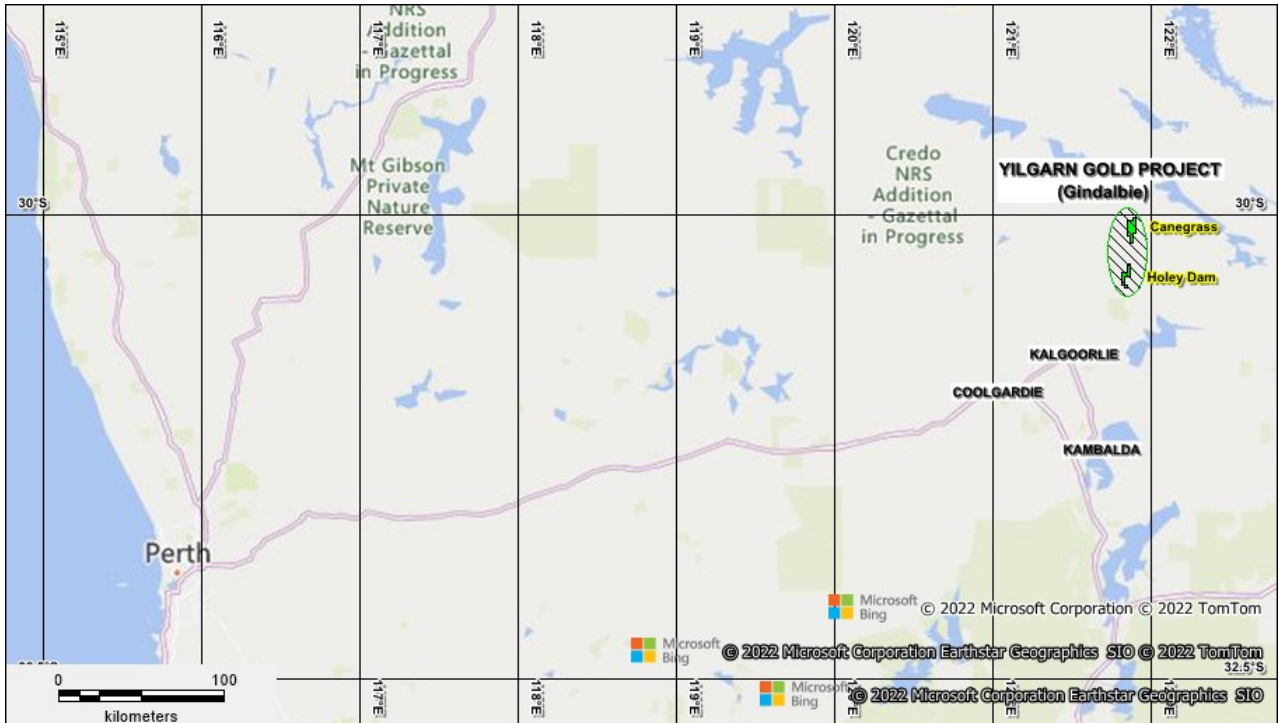 NRS
Addition
- Gazettal
in Progress
115°E
116°E
117°E
118°E
119°E
120°E
121°E
122°E
Mt Gibson
Private
Nature
Reserve
Credo
NRS
Addition
- Gazettal
in Progress
YILGARN GOLD PROJECT
(Gindalbie)
30°S
30°S
Canegrass
Holey Dam
KALGOORLIE
COOLGARDIE
KAMBALDA
Perth
Microsoft
Bing
© 2022 Microsoft Corporation © 2022 TomTom
Microsoft
Bing
© 2022 Microsoft Corporation Earthstar Geographics SIO © 2022 TomTom
32.5°S
Microsoft
Bing
© 2022 Microsoft Corporation Earthstar Geographics SIO
0 100
kilometers
117°E
118°E
119°E
120°E
121°E
122°E